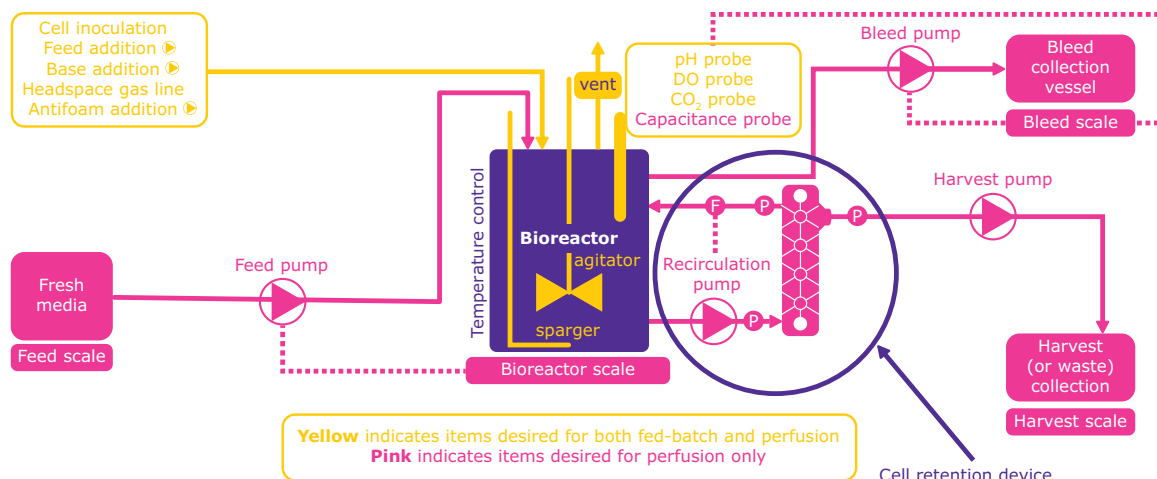 Cell inoculation
Feed addition
Base addition
Headspace gas line
Antifoam addition
vent
pH probe
DO probe
CO₂ probe
Capacitance probe
Bleed pump
Bleed
collection
vessel
Bleed scale
Temperature control
Bioreactor
agitator
sparger
Bioreactor scale
F
P
P
P
Recirculation
pump
Harvest pump
Fresh
media
Feed scale
Feed pump
Harvest
(or waste)
collection
Harvest scale
Yellow indicates items desired for both fed-batch and perfusion
Pink indicates items desired for perfusion only
Cell retention device